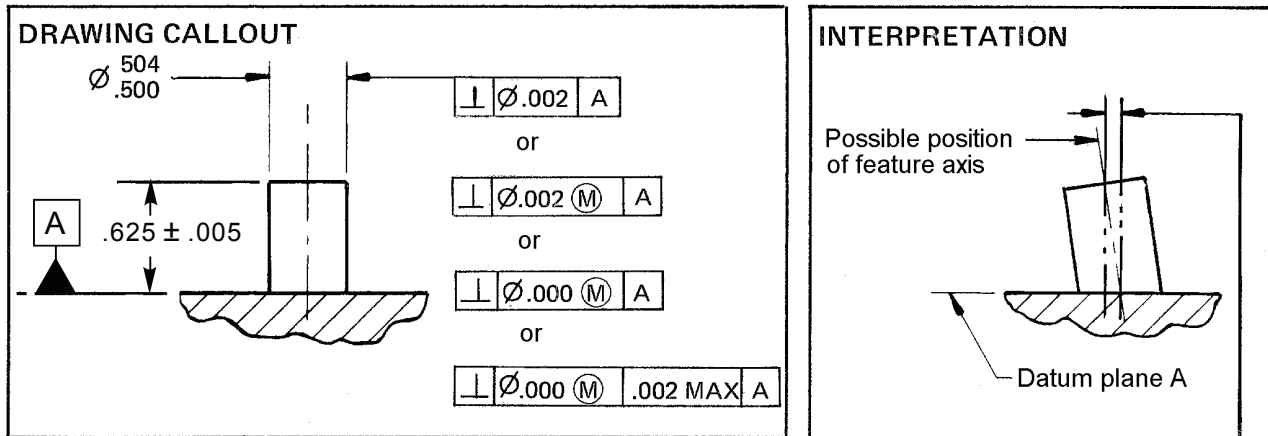 DRAWING CALLOUT
Ø 504
.500
⊥ Ø.002 A
or
⊥ Ø.002 Ⓜ A
or
⊥ Ø.000 Ⓜ A
or
⊥ Ø.000 Ⓜ .002 MAX A
A
.625 ± .005
INTERPRETATION
Possible position
of feature axis
Datum plane A